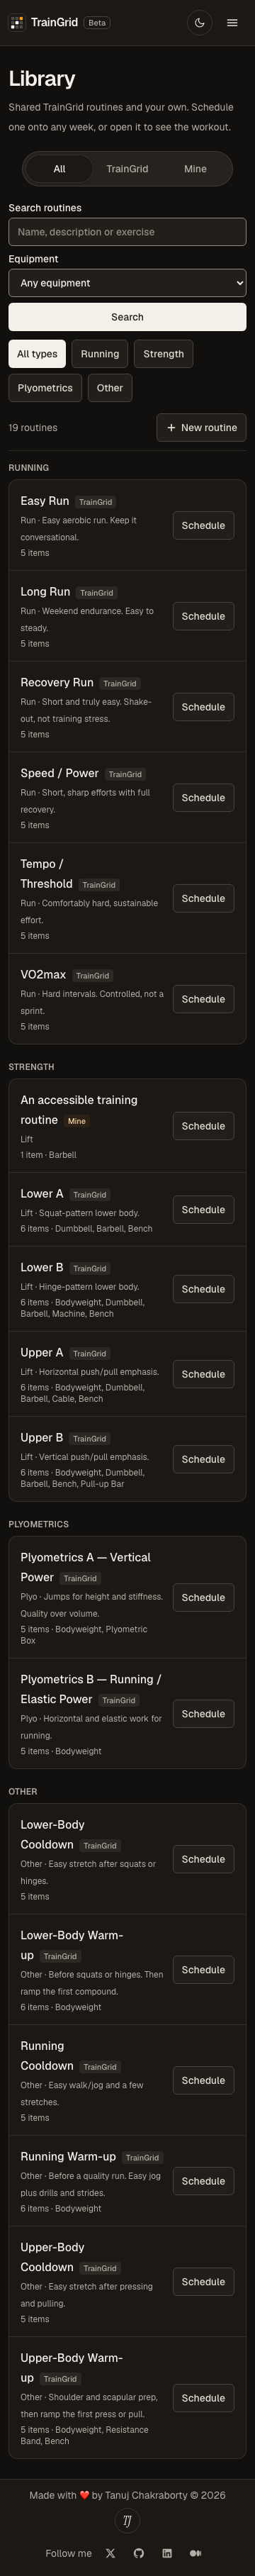 TrainGrid Beta
Library
Shared TrainGrid routines and your own. Schedule
one onto any week, or open it to see the workout.
All TrainGrid Mine
Search routines
Name, description or exercise
Equipment
Any equipment
Search
All types Running Strength
Plyometrics Other
19 routines + New routine
RUNNING
Easy Run TrainGrid
Run · Easy aerobic run. Keep it
conversational.
5 items
Schedule
Long Run TrainGrid
Run · Weekend endurance. Easy to
steady.
5 items
Schedule
Recovery Run TrainGrid
Run · Short and truly easy. Shake-
out, not training stress.
5 items
Schedule
Speed / Power TrainGrid
Run · Short, sharp efforts with full
recovery.
5 items
Schedule
Tempo /
Threshold TrainGrid
Run · Comfortably hard, sustainable
effort.
5 items
Schedule
VO2max TrainGrid
Run · Hard intervals. Controlled, not a
sprint.
5 items
Schedule
STRENGTH
An accessible training
routine Mine
Lift
1 item · Barbell
Schedule
Lower A TrainGrid
Lift · Squat-pattern lower body.
6 items · Dumbbell, Barbell, Bench
Schedule
Lower B TrainGrid
Lift · Hinge-pattern lower body.
6 items · Bodyweight, Dumbbell,
Barbell, Machine, Bench
Schedule
Upper A TrainGrid
Lift · Horizontal push/pull emphasis.
6 items · Bodyweight, Dumbbell,
Barbell, Cable, Bench
Schedule
Upper B TrainGrid
Lift · Vertical push/pull emphasis.
6 items · Bodyweight, Dumbbell,
Barbell, Bench, Pull-up Bar
Schedule
PLYOMETRICS
Plyometrics A — Vertical
Power TrainGrid
Plyo · Jumps for height and stiffness.
Quality over volume.
5 items · Bodyweight, Plyometric
Box
Schedule
Plyometrics B — Running /
Elastic Power TrainGrid
Plyo · Horizontal and elastic work for
running.
5 items · Bodyweight
Schedule
OTHER
Lower-Body
Cooldown TrainGrid
Other · Easy stretch after squats or
hinges.
5 items
Schedule
Lower-Body Warm-
up TrainGrid
Other · Before squats or hinges. Then
ramp the first compound.
6 items · Bodyweight
Schedule
Running
Cooldown TrainGrid
Other · Easy walk/jog and a few
stretches.
5 items
Schedule
Running Warm-up TrainGrid
Other · Before a quality run. Easy jog
plus drills and strides.
6 items · Bodyweight
Schedule
Upper-Body
Cooldown TrainGrid
Other · Easy stretch after pressing
and pulling.
5 items
Schedule
Upper-Body Warm-
up TrainGrid
Other · Shoulder and scapular prep,
then ramp the first press or pull.
5 items · Bodyweight, Resistance
Band, Bench
Schedule
Made with ❤️ by Tanuj Chakraborty © 2026
TJ
Follow me